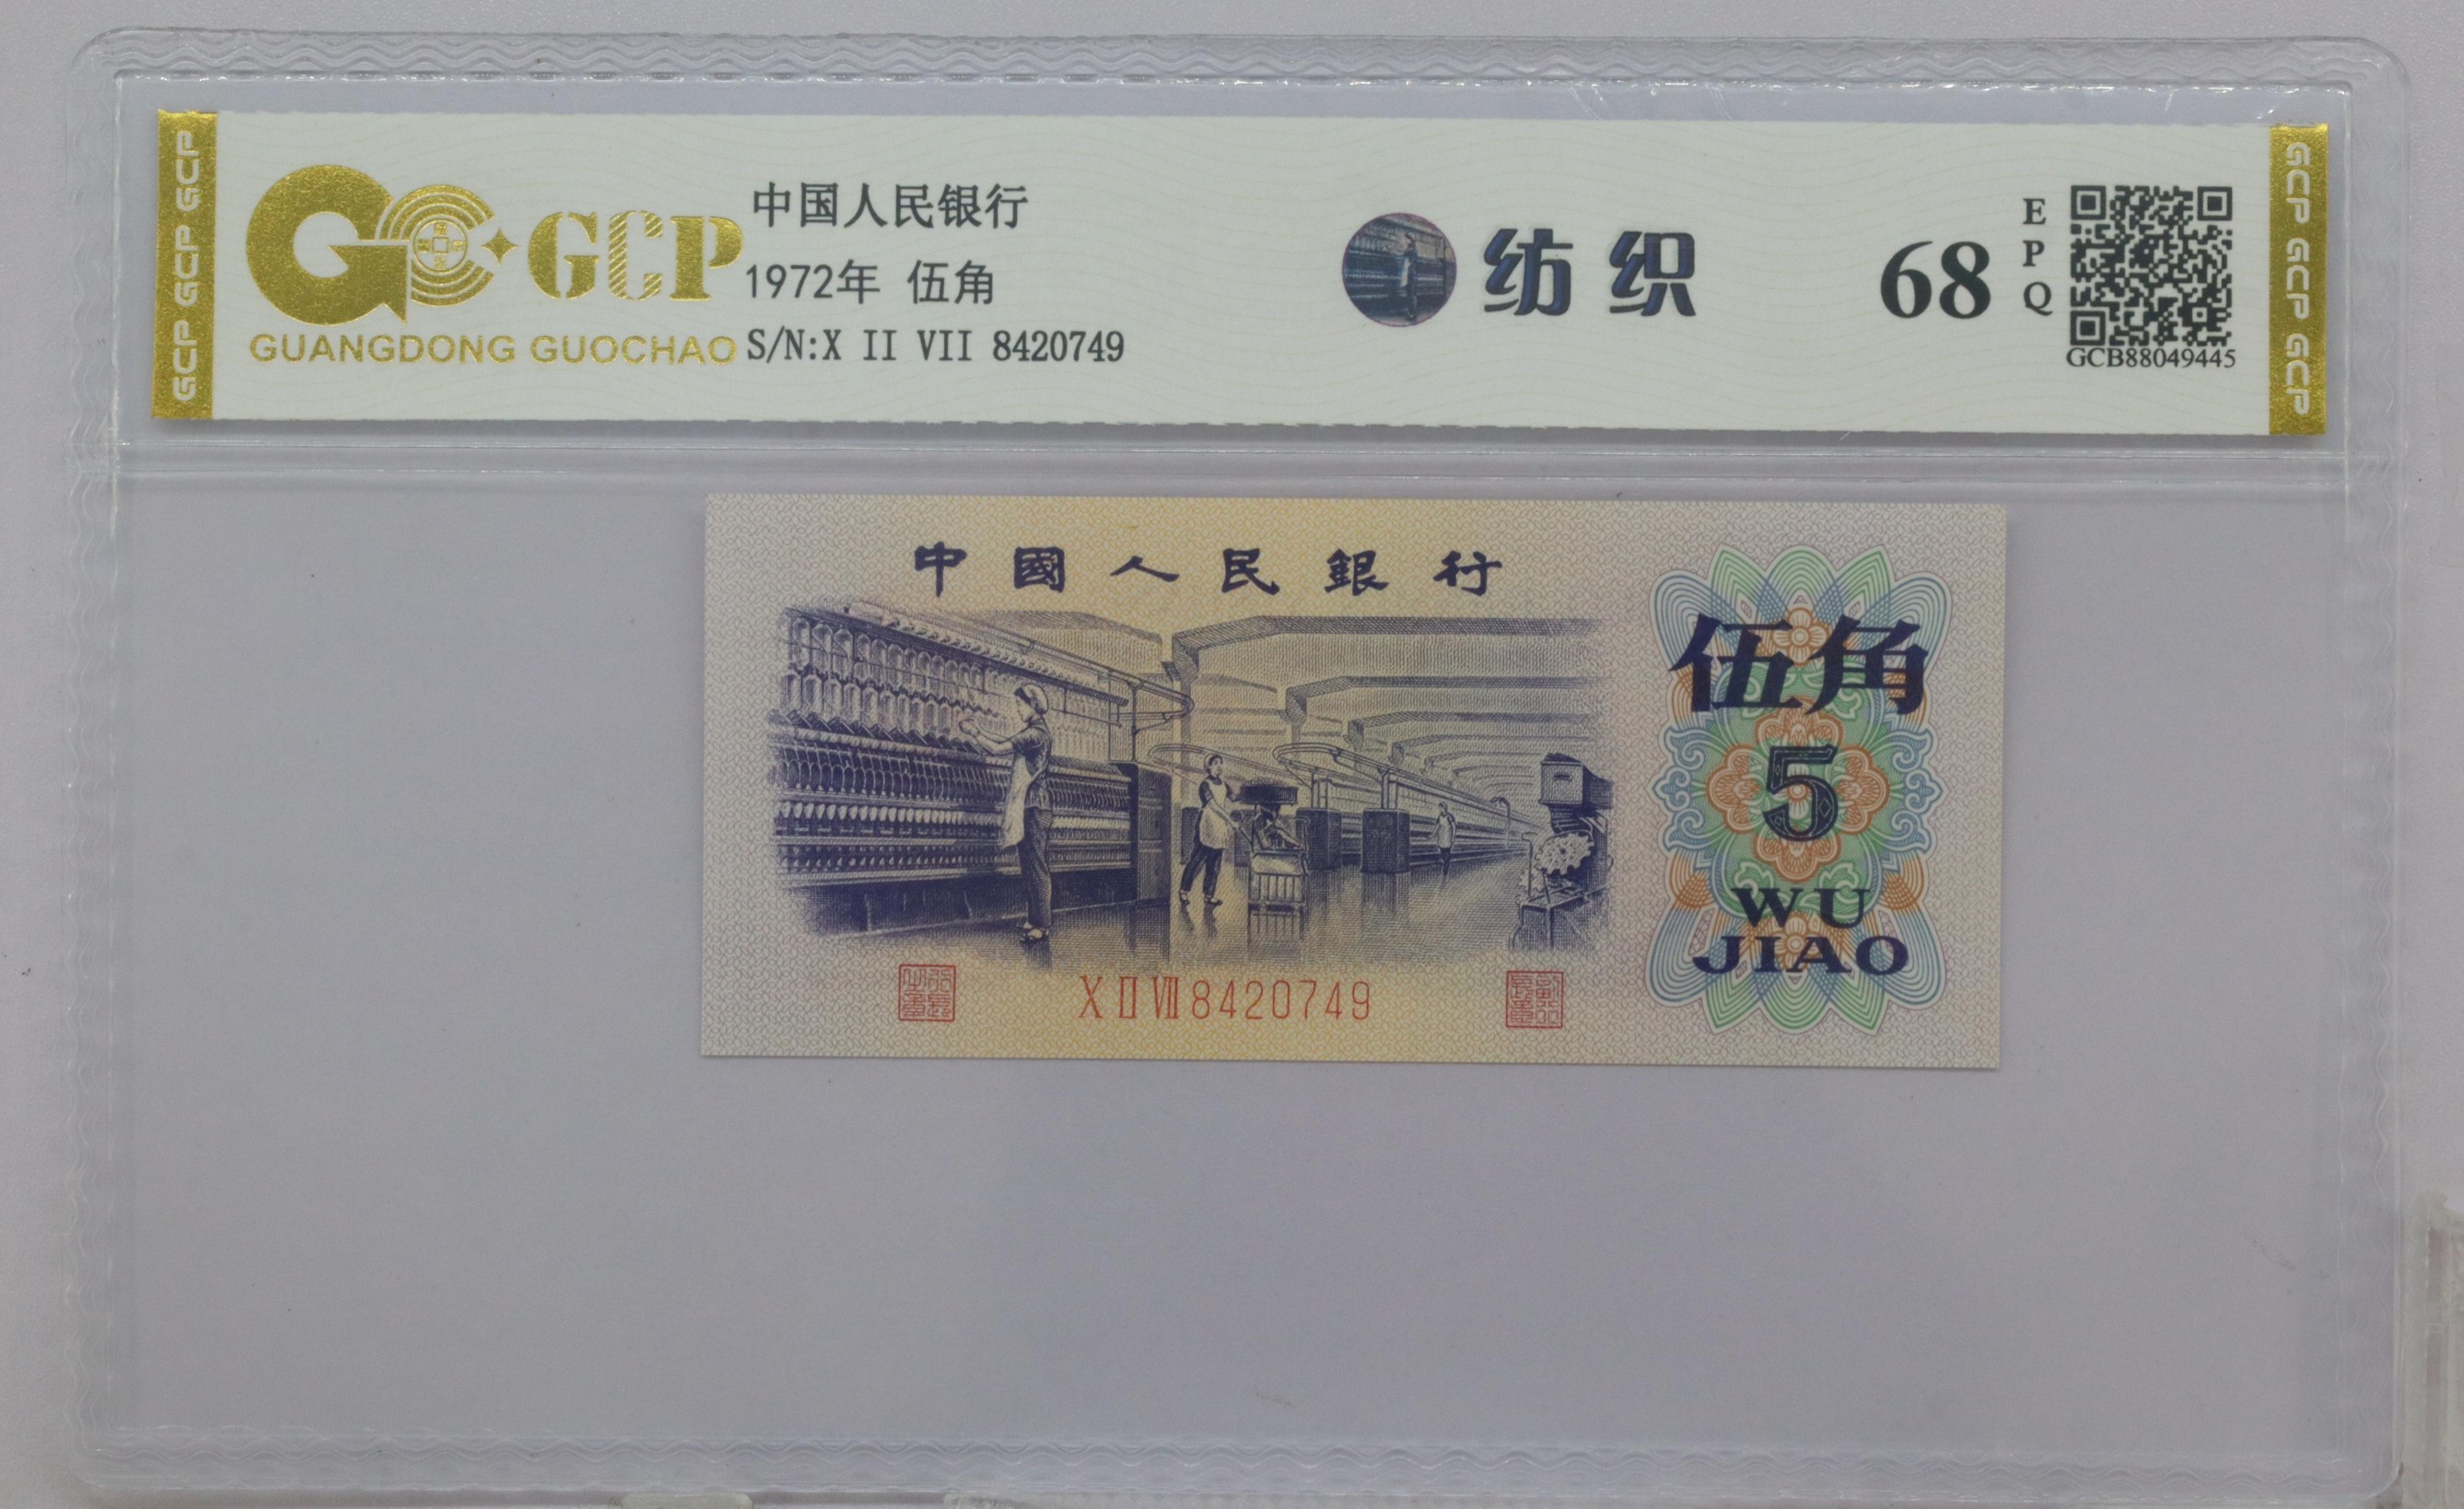 GCP GCP GCP
GCP
GUANGDONG GUOCHAO
中国人民银行
1972年 伍角
S/N:X II VII 8420749
纺织
68
EPQ
GCB88049445
GCP GCP GCP
中國人民銀行
伍角
5
WU
JIAO
X II VII 8420749